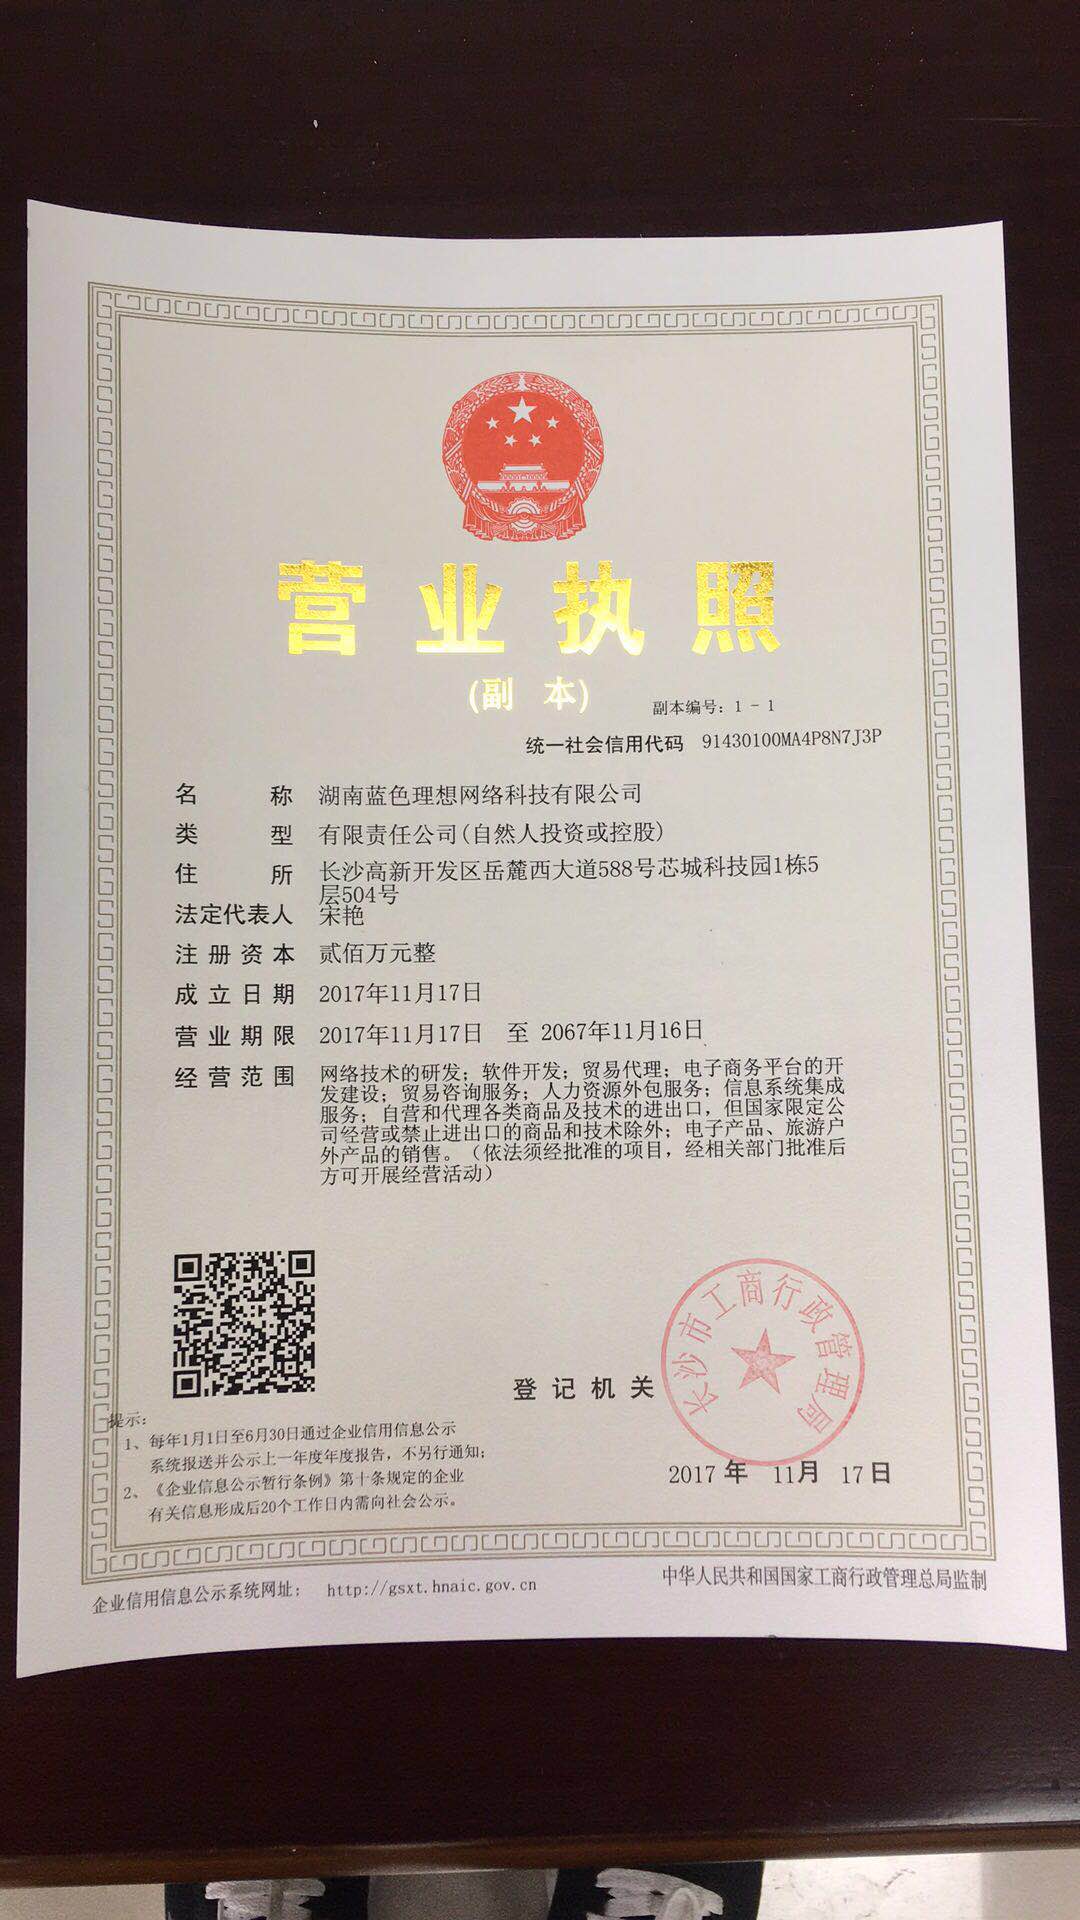 营业执照
(副 本)
副本编号：1 - 1
统一社会信用代码 91430100MA4P8N7J3P
名 称 湖南蓝色理想网络科技有限公司
类 型 有限责任公司(自然人投资或控股)
住 所 长沙高新开发区岳麓西大道588号芯城科技园1栋5
层504号
法定代表人 宋艳
注册资本 贰佰万元整
成立日期 2017年11月17日
营业期限 2017年11月17日 至 2067年11月16日
经营范围 网络技术的研发；软件开发；贸易代理；电子商务平台的开
发建设；贸易咨询服务；人力资源外包服务；信息系统集成
服务；自营和代理各类商品及技术的进出口，但国家限定公
司经营或禁止进出口的商品和技术除外；电子产品、旅游户
外产品的销售。（依法须经批准的项目，经相关部门批准后
方可开展经营活动）
长沙市工商行政管理局
登记机关
2017 年 11月 17日
提示：
1、每年1月1日至6月30日通过企业信用信息公示
系统报送并公示上一年度年度报告，不另行通知；
2、《企业信息公示暂行条例》第十条规定的企业
有关信息形成后20个工作日内需向社会公示。
企业信用信息公示系统网址： http://gsxt.hnaic.gov.cn
中华人民共和国国家工商行政管理总局监制